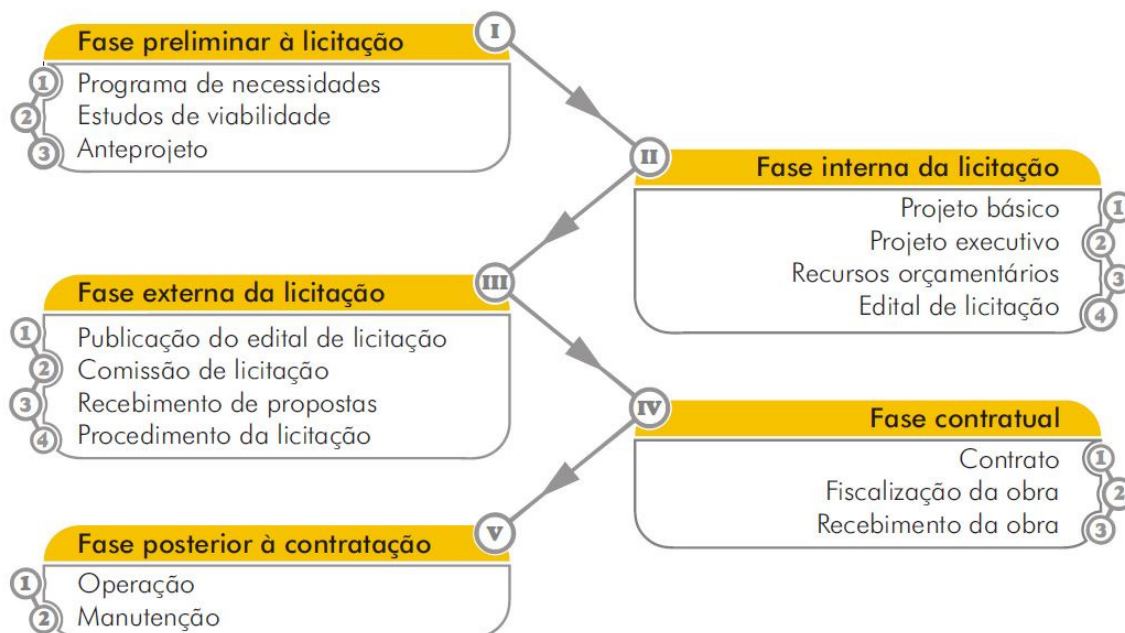 I
Fase preliminar à licitação
1 Programa de necessidades
2 Estudos de viabilidade
3 Anteprojeto
II
Fase interna da licitação
Projeto básico 1
Projeto executivo 2
Recursos orçamentários 3
Edital de licitação 4
III
Fase externa da licitação
1 Publicação do edital de licitação
2 Comissão de licitação
3 Recebimento de propostas
4 Procedimento da licitação
IV
Fase contratual
Contrato 1
Fiscalização da obra 2
Recebimento da obra 3
V
Fase posterior à contratação
1 Operação
2 Manutenção